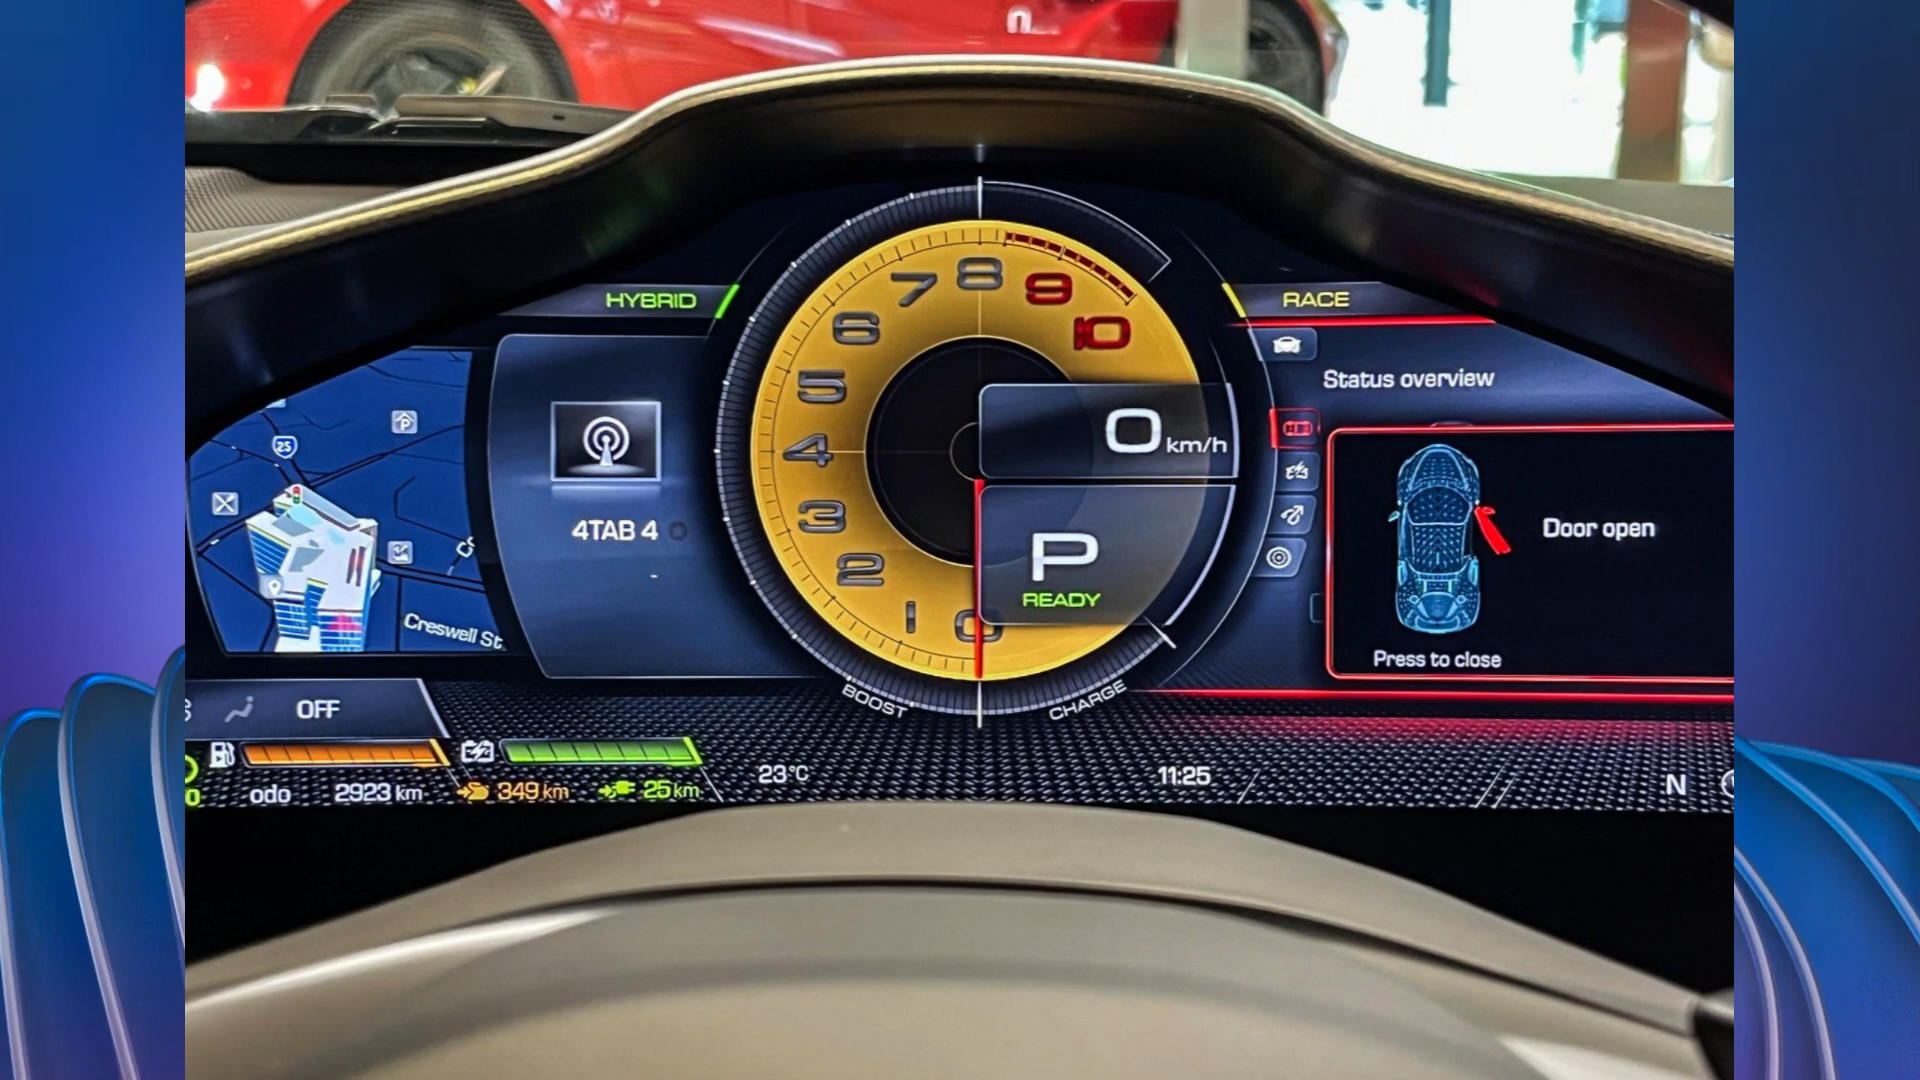 HYBRID
RACE
7
8
9
6
10
5
4
3
2
1
0
0 km/h
P
READY
BOOST
CHARGE
25
P
Creswell St
4TAB 4
Status overview
Door open
Press to close
OFF
odo
2923 km
349 km
25 km
23°C
11:25
N
0